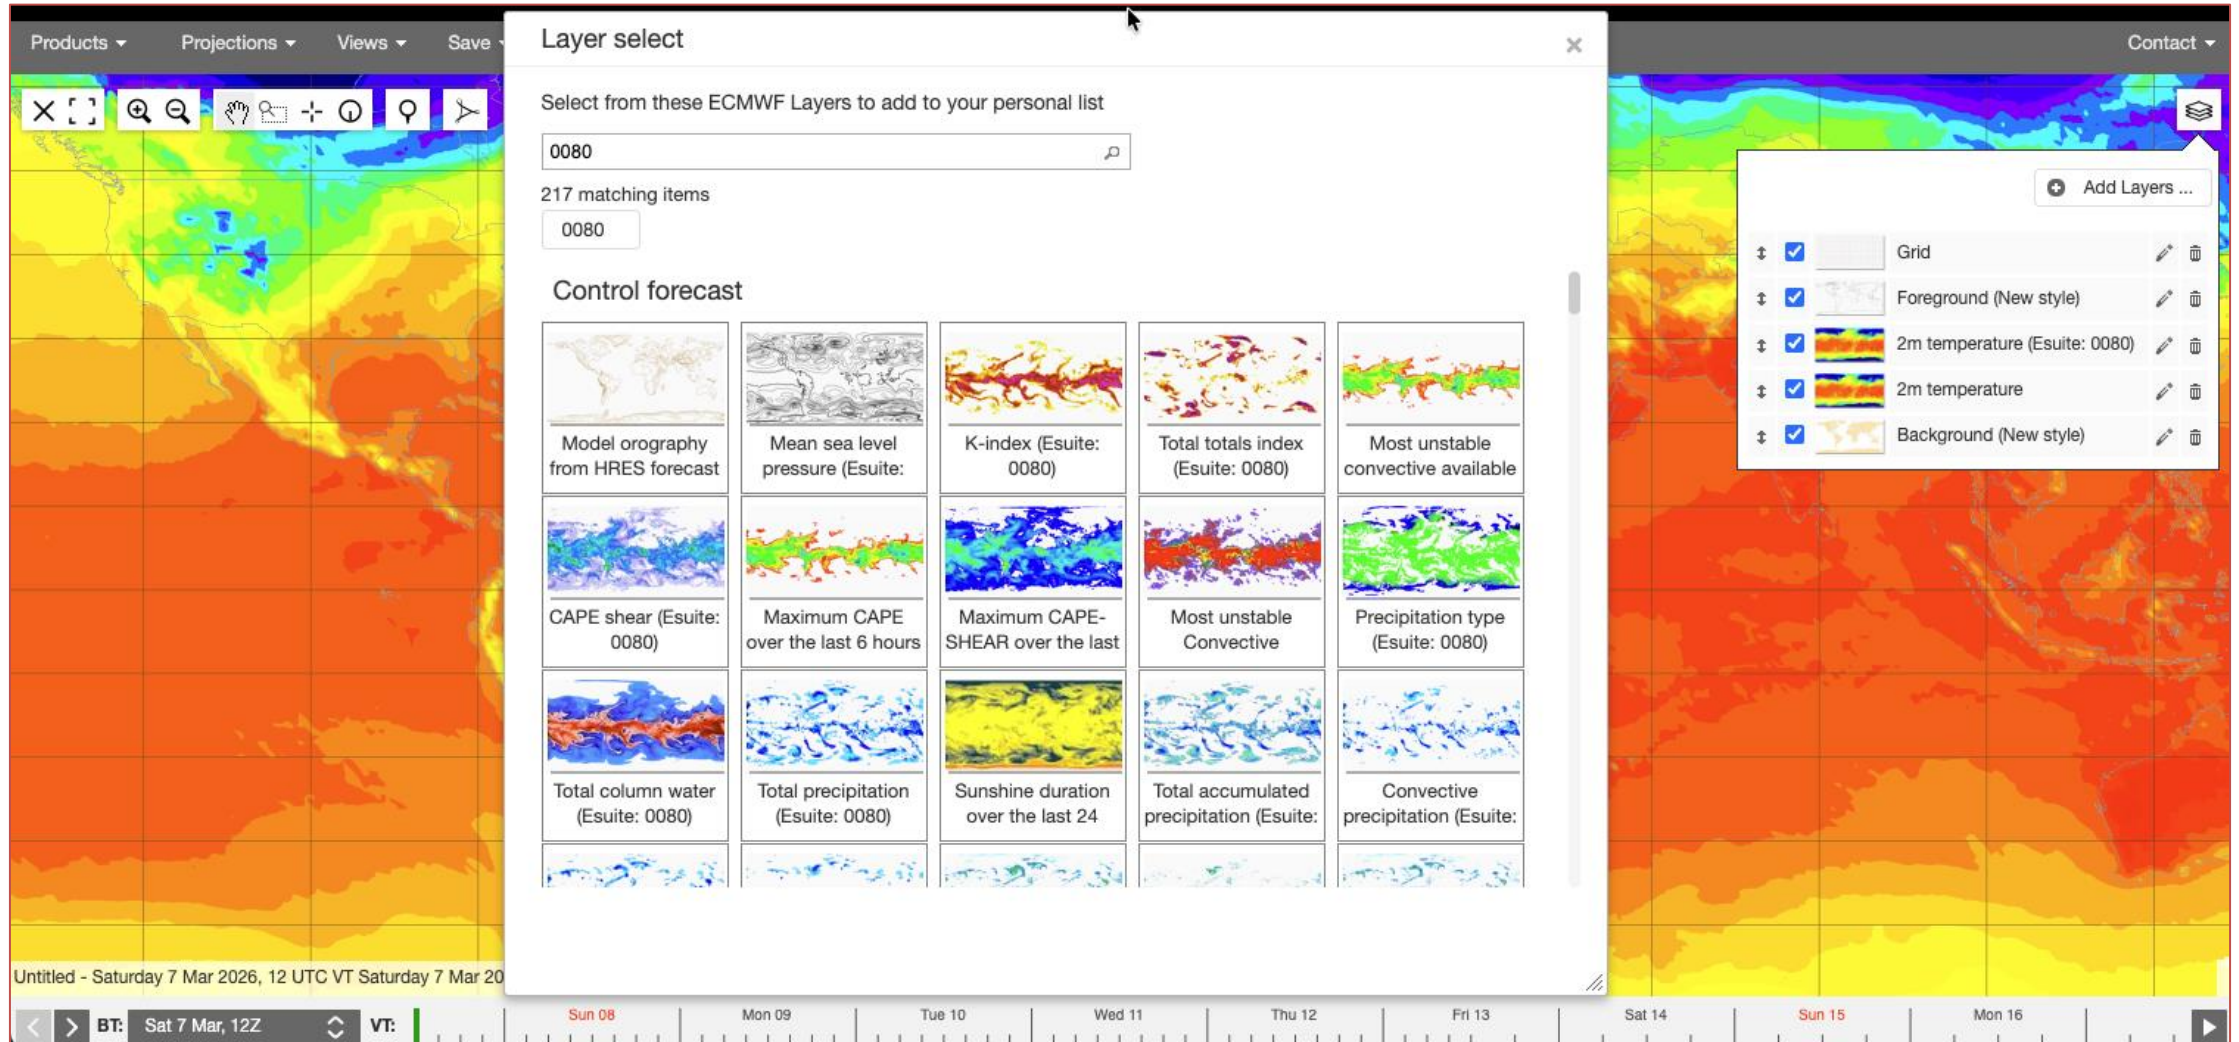 Products
Projections
Views
Save
Layer select
Contact
Select from these ECMWF Layers to add to your personal list
0080
217 matching items
0080
Control forecast
Model orography
from HRES forecast
Mean sea level
pressure (Esuite:
K-index (Esuite:
0080)
Total totals index
(Esuite: 0080)
Most unstable
convective available
CAPE shear (Esuite:
0080)
Maximum CAPE
over the last 6 hours
Maximum CAPE-
SHEAR over the last
Most unstable
Convective
Precipitation type
(Esuite: 0080)
Total column water
(Esuite: 0080)
Total precipitation
(Esuite: 0080)
Sunshine duration
over the last 24
Total accumulated
precipitation (Esuite:
Convective
precipitation (Esuite:
Add Layers ...
Grid
Foreground (New style)
2m temperature (Esuite: 0080)
2m temperature
Background (New style)
Untitled - Saturday 7 Mar 2026, 12 UTC VT Saturday 7 Mar 20
BT:
Sat 7 Mar, 12Z
VT:
Sun 08
Mon 09
Tue 10
Wed 11
Thu 12
Fri 13
Sat 14
Sun 15
Mon 16